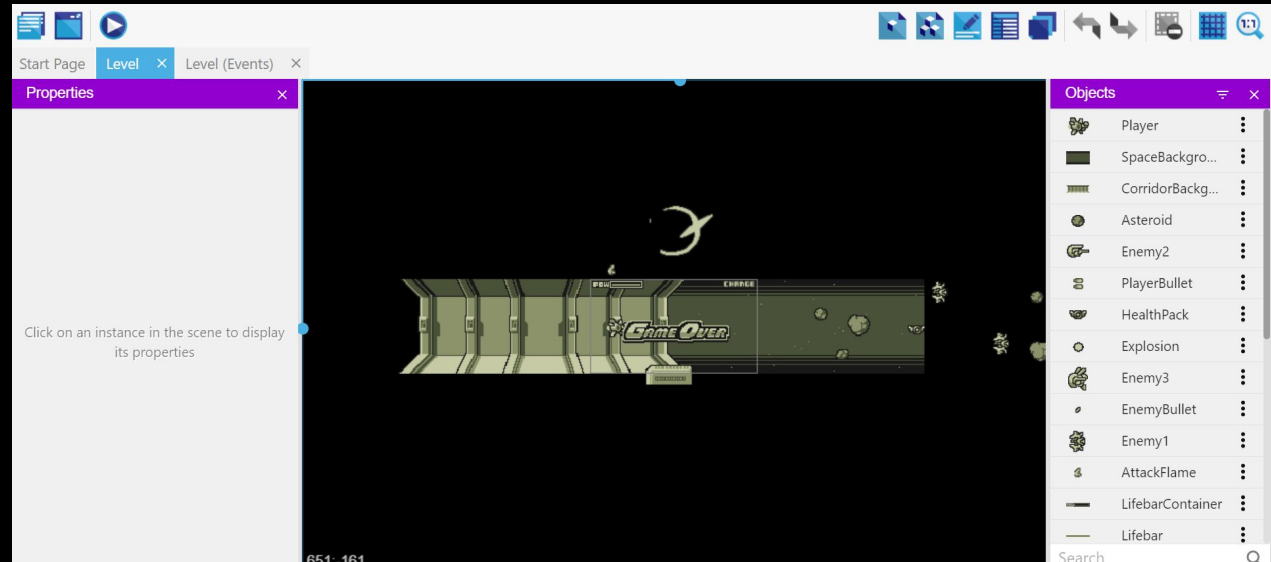 1:1
Start Page
Level
Level (Events)
Properties
Objects
Click on an instance in the scene to display
its properties
POW
CHARGE
GAME OVER
Player
SpaceBackgro...
CorridorBackg...
Asteroid
Enemy2
PlayerBullet
HealthPack
Explosion
Enemy3
EnemyBullet
Enemy1
AttackFlame
LifebarContainer
Lifebar
Search
651; 161